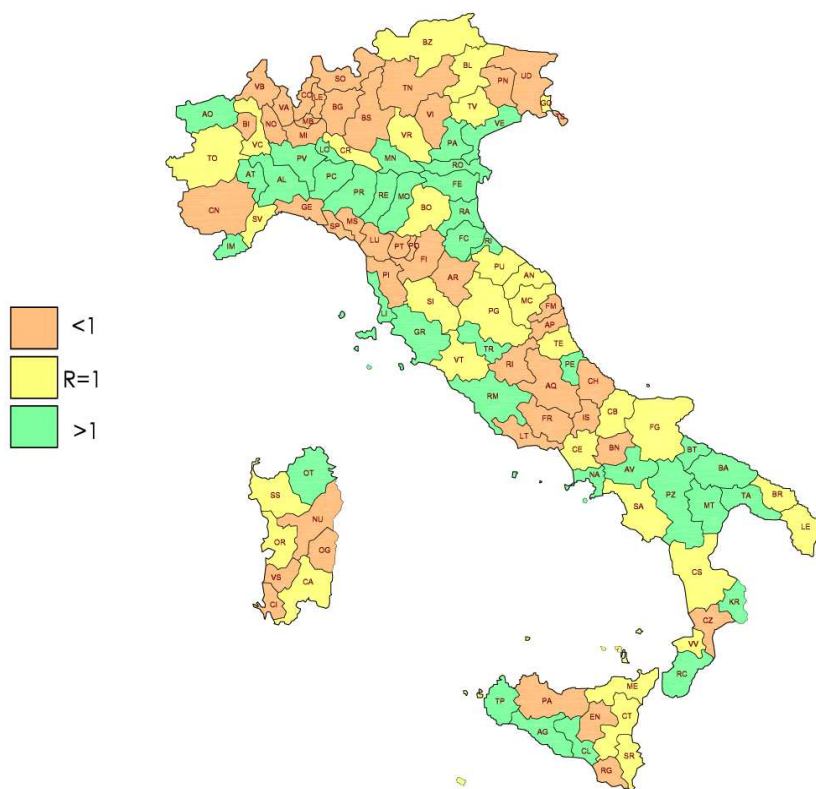 BZ
BL
UD
PN
SO
TN
VB
CO
LE
VA
BG
VI
TV
GO
TS
AO
BI
NO
MB
BS
VE
MI
VR
PA
VC
LO
CR
MN
TO
PV
RO
AT
AL
PC
PR
RE
MO
FE
CN
GE
BO
RA
SV
SP
MS
FC
RI
IM
LU
PT
PO
FI
PU
AN
PI
AR
MC
FM
SI
PG
LI
AP
GR
TE
<1
R=1
>1
TR
VT
RI
PE
AQ
CH
RM
FR
IS
CB
FG
LT
CE
BN
BT
NA
AV
BA
OT
SS
SA
PZ
MT
TA
BR
LE
NU
OR
OG
VS
CA
CS
CI
KR
CZ
VV
RC
ME
TP
PA
EN
CT
AG
CL
SR
RG